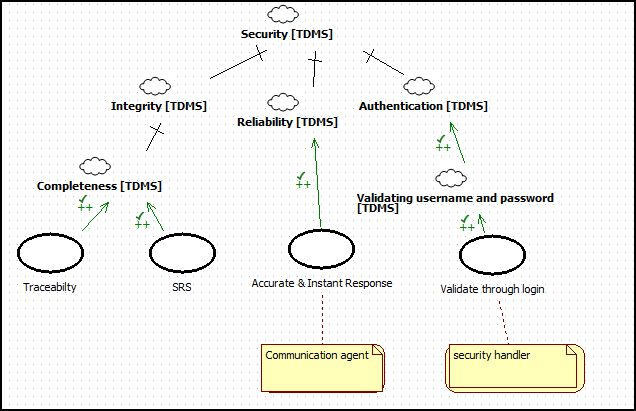 Security [TDMS]
Integrity [TDMS]
Reliability [TDMS]
Authentication [TDMS]
Completeness [TDMS]
++
++
++
++
Validating username and password
[TDMS]
++
Traceabilty
SRS
Accurate & Instant Response
Validate through login
Communication agent
security handler